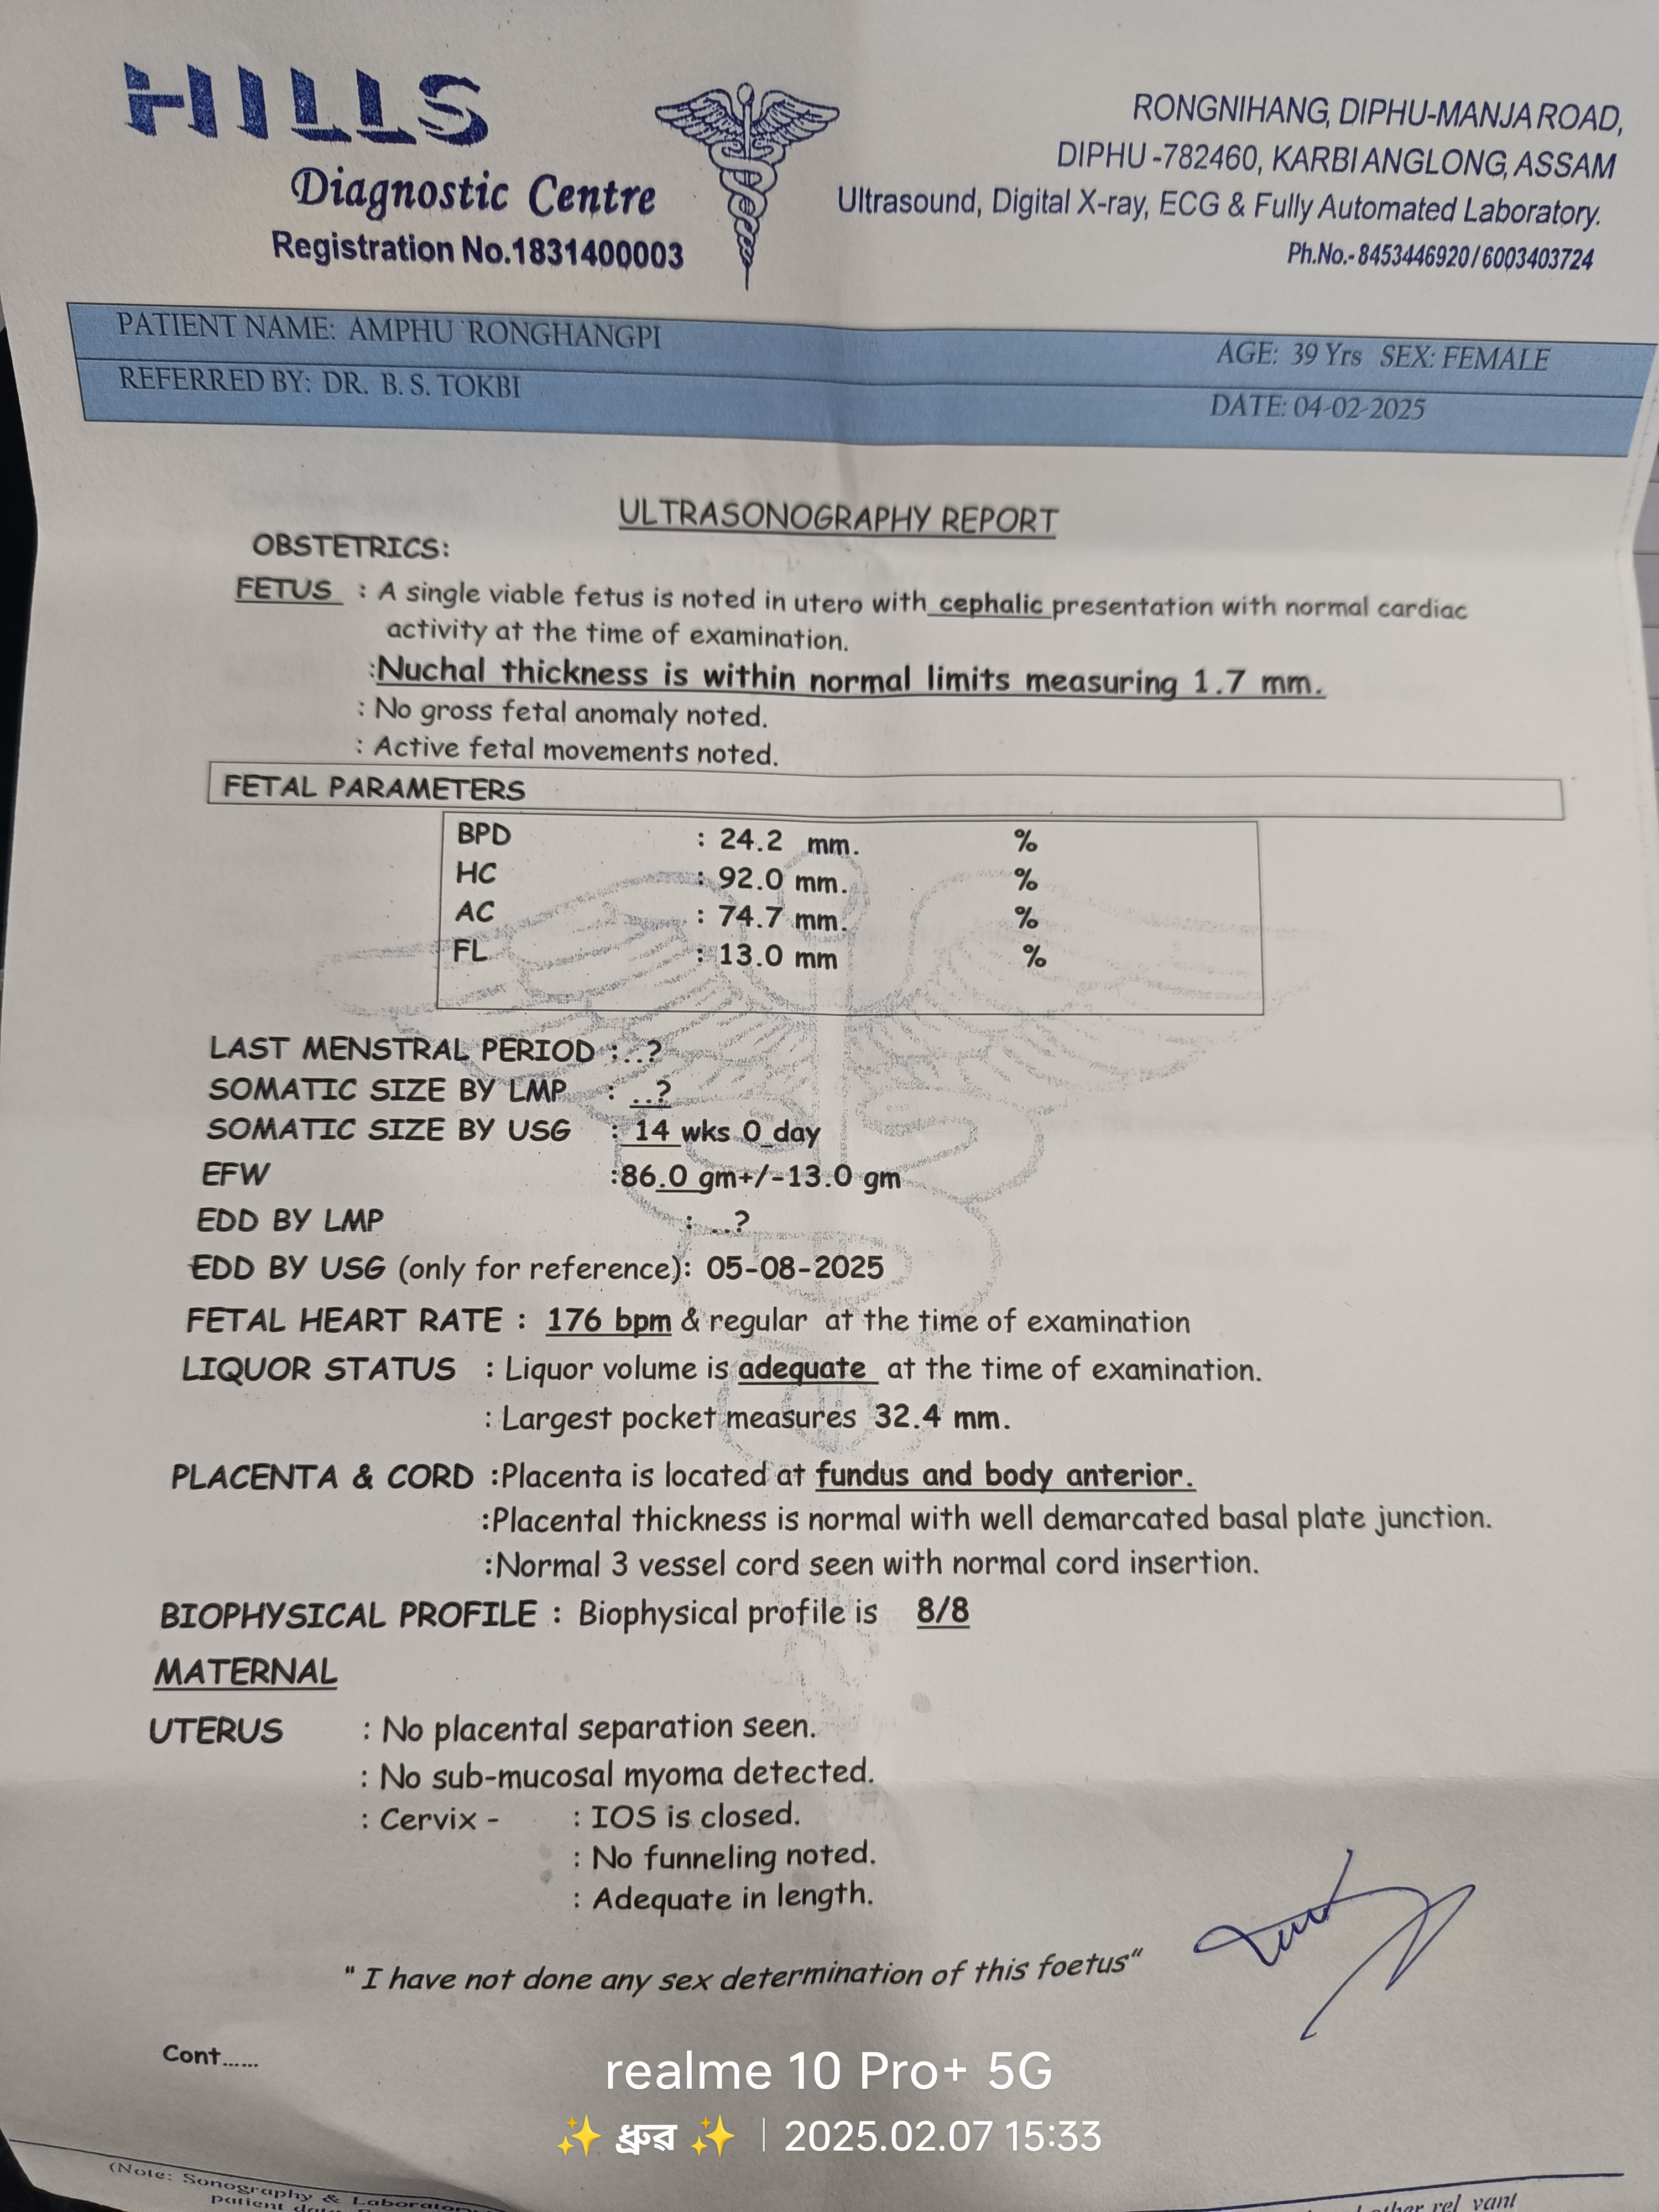 HILLS
Diagnostic Centre
Registration No.1831400003
RONGNIHANG, DIPHU-MANJA ROAD,
DIPHU -782460, KARBI ANGLONG, ASSAM
Ultrasound, Digital X-ray, ECG & Fully Automated Laboratory.
Ph.No.-8453446920/6003403724
PATIENT NAME: AMPHU RONGHANGPI
AGE: 39 Yrs SEX: FEMALE
REFERRED BY: DR. B. S. TOKBI
DATE: 04-02-2025
ULTRASONOGRAPHY REPORT
OBSTETRICS:
FETUS : A single viable fetus is noted in utero with cephalic presentation with normal cardiac
activity at the time of examination.
:Nuchal thickness is within normal limits measuring 1.7 mm.
: No gross fetal anomaly noted.
: Active fetal movements noted.
FETAL PARAMETERS
BPD : 24.2 mm. %
HC : 92.0 mm. %
AC : 74.7 mm. %
FL : 13.0 mm %
LAST MENSTRAL PERIOD :..?
SOMATIC SIZE BY LMP : ..?
SOMATIC SIZE BY USG : 14 wks 0 day
EFW :86.0 gm+/-13.0 gm
EDD BY LMP : ..?
EDD BY USG (only for reference): 05-08-2025
FETAL HEART RATE : 176 bpm & regular at the time of examination
LIQUOR STATUS : Liquor volume is adequate at the time of examination.
: Largest pocket measures 32.4 mm.
PLACENTA & CORD :Placenta is located at fundus and body anterior.
:Placental thickness is normal with well demarcated basal plate junction.
:Normal 3 vessel cord seen with normal cord insertion.
BIOPHYSICAL PROFILE : Biophysical profile is 8/8
MATERNAL
UTERUS : No placental separation seen.
: No sub-mucosal myoma detected.
: Cervix - : IOS is closed.
: No funneling noted.
: Adequate in length.
" I have not done any sex determination of this foetus"
Cont......
realme 10 Pro+ 5G
✨ ধ্ৰুৱ ✨ | 2025.02.07 15:33
(Note: Sonography & Laborator
patient
other rel vant